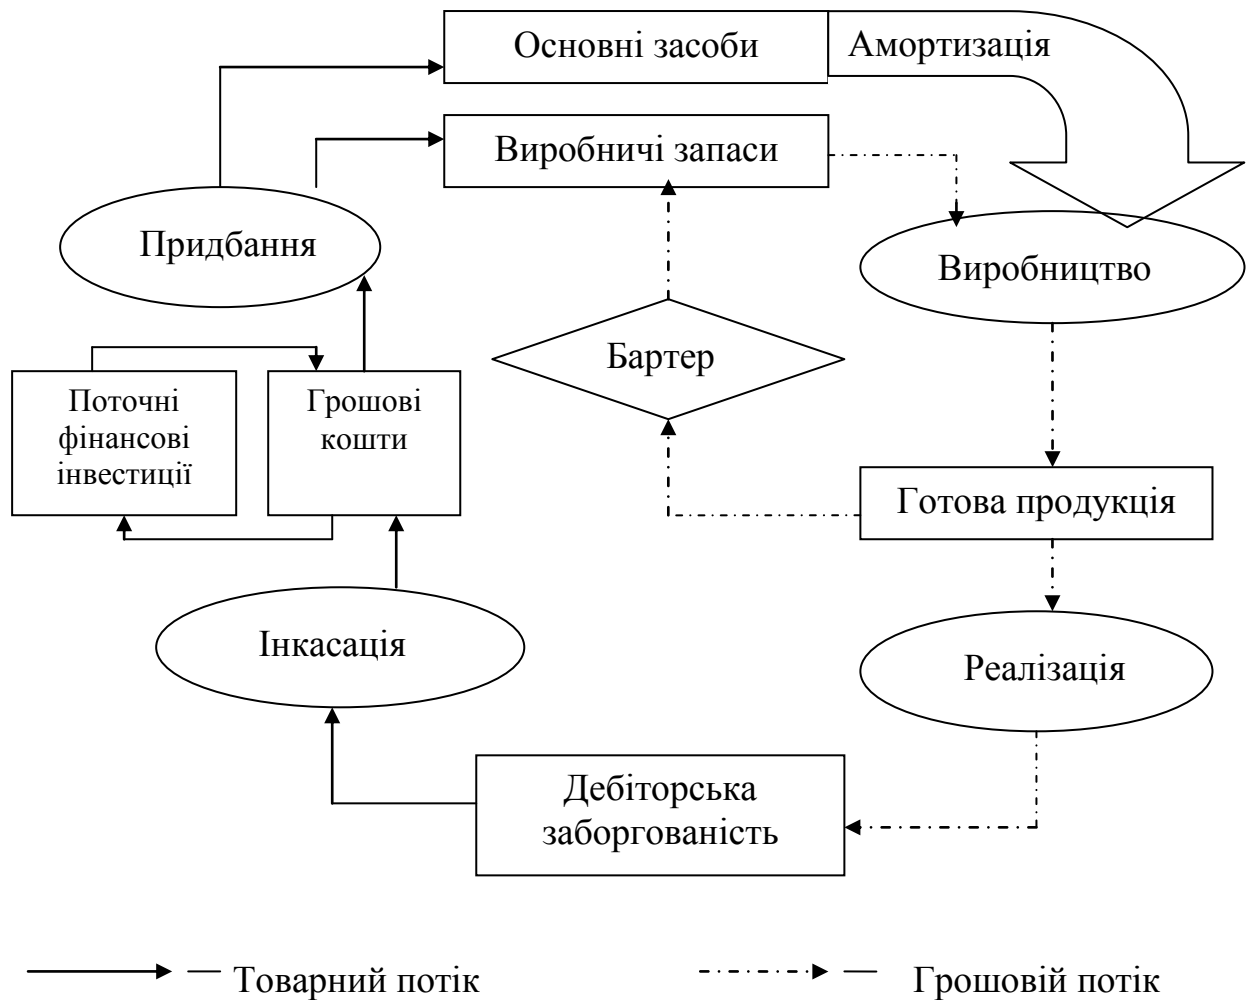 Основні засоби
Амортизація
Виробничі запаси
Придбання
Виробництво
Бартер
Поточні
фінансові
інвестиції
Грошові
кошти
Готова продукція
Інкасація
Реалізація
Дебіторська
заборгованість
— Товарний потік
— Грошовій потік